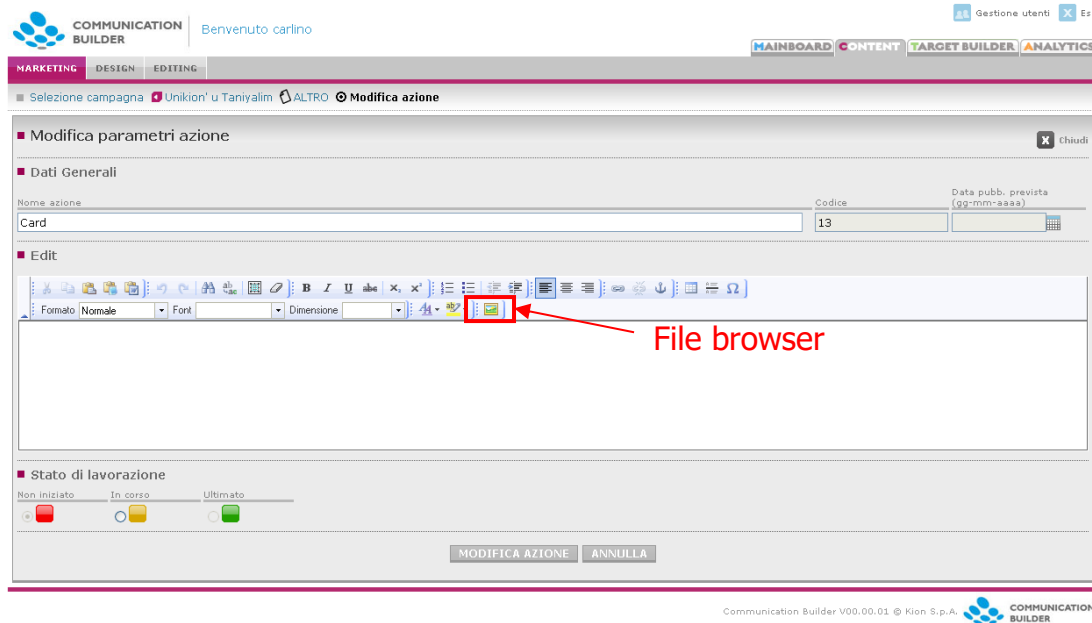 COMMUNICATION
BUILDER
Benvenuto carlino
Gestione utenti X Es
MAINBOARD CONTENT TARGET BUILDER ANALYTICS
MARKETING DESIGN EDITING
Selezione campagna Unikion' u Taniyalim ALTRO Modifica azione
Modifica parametri azione
X Chiudi
Dati Generali
Nome azione Codice Data pubb. prevista
(gg-mm-aaaa)
Card 13
Edit
B I U abc x₂ x² Ω
Formato Normale Font Dimensione
File browser
Stato di lavorazione
Non iniziato In corso Ultimato
MODIFICA AZIONE ANNULLA
Communication Builder V00.00.01 @ Kion S.p.A.
COMMUNICATION
BUILDER